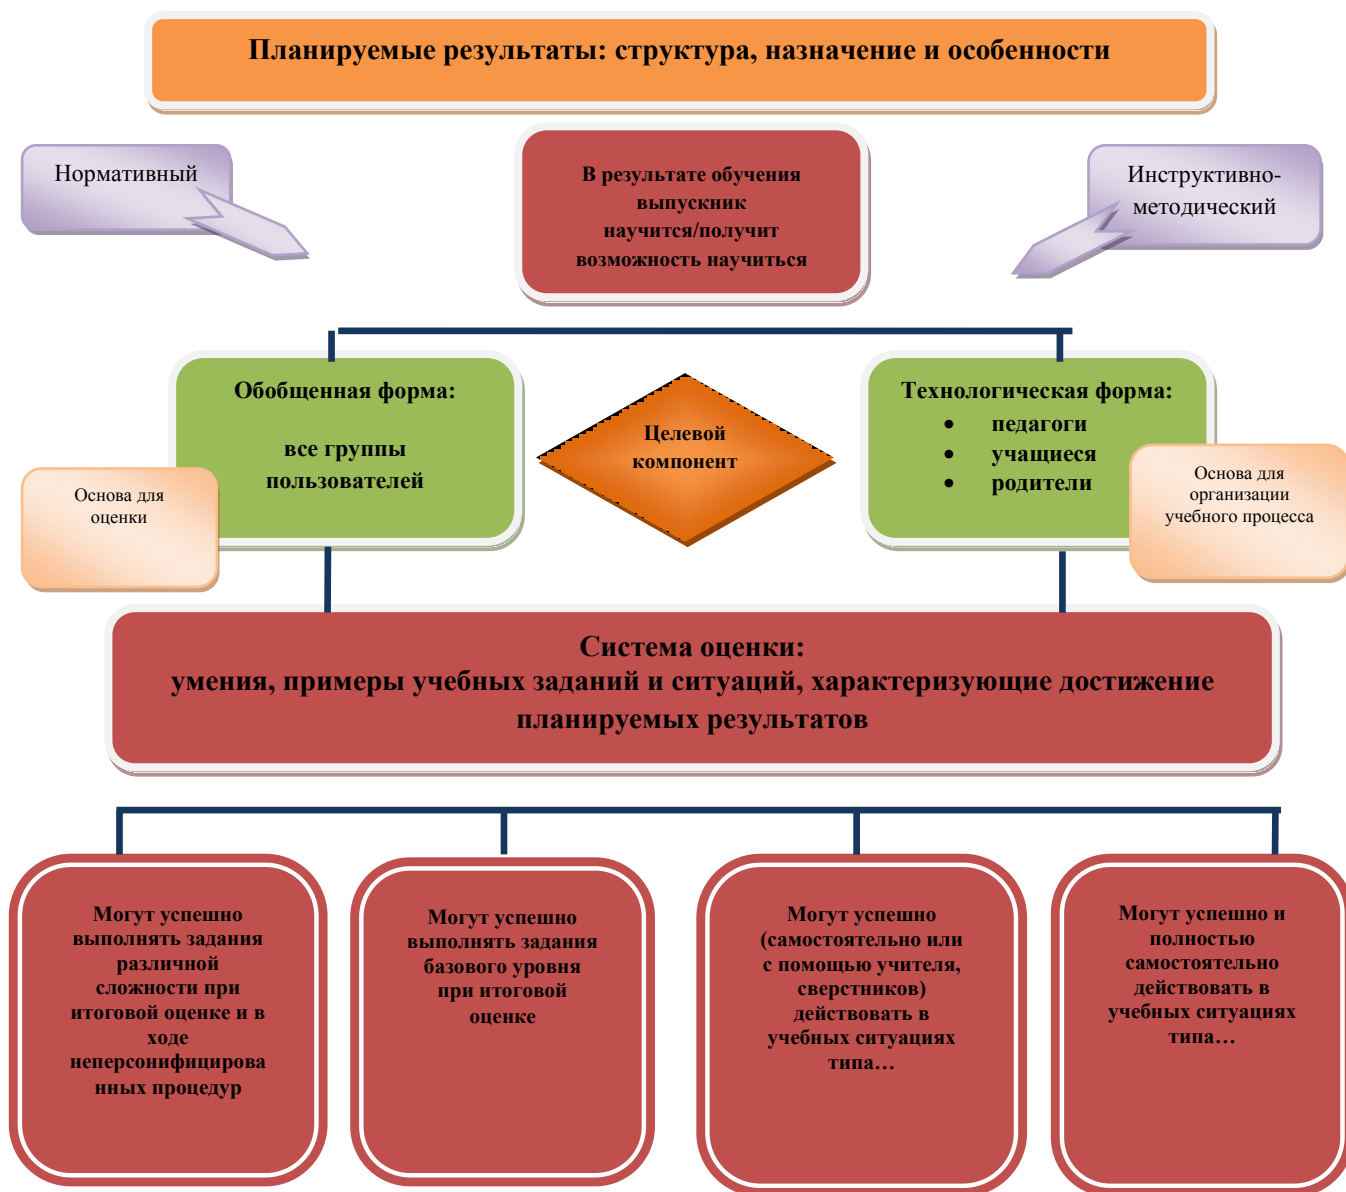 Планируемые результаты: структура, назначение и особенности
Нормативный
В результате обучения
выпускник
научится/получит
возможность научиться
Инструктивно-
методический
Обобщенная форма:
все группы
пользователей
Целевой
компонент
Технологическая форма:
• педагоги
• учащиеся
• родители
Основа для
оценки
Основа для
организации
учебного процесса
Система оценки:
умения, примеры учебных заданий и ситуаций, характеризующие достижение
планируемых результатов
Могут успешно
выполнять задания
различной
сложности при
итоговой оценке и в
ходе
неперсонифицирова
нных процедур
Могут успешно
выполнять задания
базового уровня
при итоговой
оценке
Могут успешно
(самостоятельно или
с помощью учителя,
сверстников)
действовать в
учебных ситуациях
типа…
Могут успешно и
полностью
самостоятельно
действовать в
учебных ситуациях
типа…